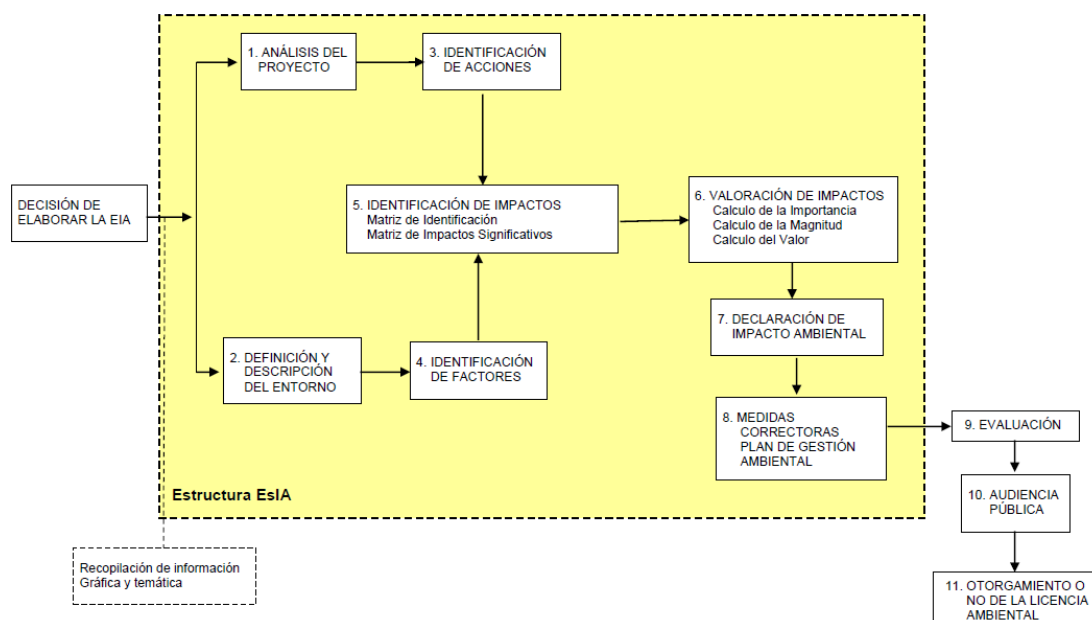 DECISIÓN DE
ELABORAR LA EIA
1. ANÁLISIS DEL
PROYECTO
3. IDENTIFICACIÓN
DE ACCIONES
5. IDENTIFICACIÓN DE IMPACTOS
Matriz de Identificación
Matriz de Impactos Significativos
2. DEFINICIÓN Y
DESCRIPCIÓN
DEL ENTORNO
4. IDENTIFICACIÓN
DE FACTORES
6. VALORACIÓN DE IMPACTOS
Calculo de la Importancia
Calculo de la Magnitud
Calculo del Valor
7. DECLARACIÓN DE
IMPACTO AMBIENTAL
8. MEDIDAS
CORRECTORAS
PLAN DE GESTIÓN
AMBIENTAL
Estructura EsIA
Recopilación de información
Gráfica y temática
9. EVALUACIÓN
10. AUDIENCIA
PÚBLICA
11. OTORGAMIENTO O
NO DE LA LICENCIA
AMBIENTAL